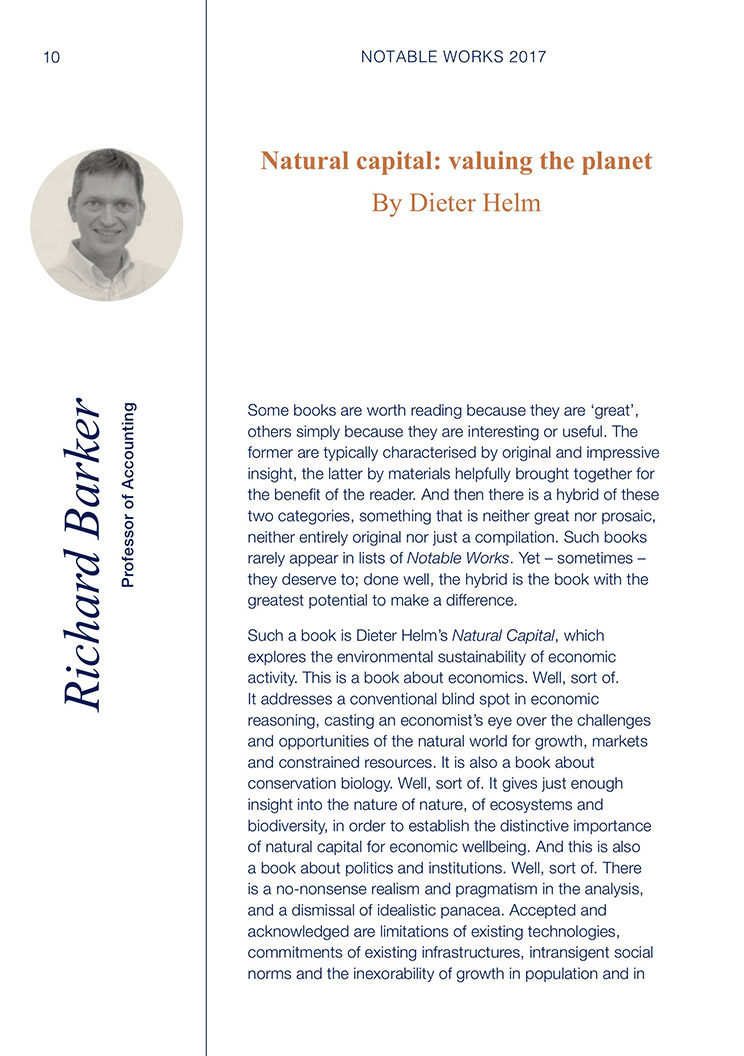 10
NOTABLE WORKS 2017
Natural capital: valuing the planet
By Dieter Helm
Richard Barker
Professor of Accounting
Some books are worth reading because they are ‘great’,
others simply because they are interesting or useful. The
former are typically characterised by original and impressive
insight, the latter by materials helpfully brought together for
the benefit of the reader. And then there is a hybrid of these
two categories, something that is neither great nor prosaic,
neither entirely original nor just a compilation. Such books
rarely appear in lists of Notable Works. Yet – sometimes –
they deserve to; done well, the hybrid is the book with the
greatest potential to make a difference.
Such a book is Dieter Helm’s Natural Capital, which
explores the environmental sustainability of economic
activity. This is a book about economics. Well, sort of.
It addresses a conventional blind spot in economic
reasoning, casting an economist’s eye over the challenges
and opportunities of the natural world for growth, markets
and constrained resources. It is also a book about
conservation biology. Well, sort of. It gives just enough
insight into the nature of nature, of ecosystems and
biodiversity, in order to establish the distinctive importance
of natural capital for economic wellbeing. And this is also
a book about politics and institutions. Well, sort of. There
is a no-nonsense realism and pragmatism in the analysis,
and a dismissal of idealistic panacea. Accepted and
acknowledged are limitations of existing technologies,
commitments of existing infrastructures, intransigent social
norms and the inexorability of growth in population and in